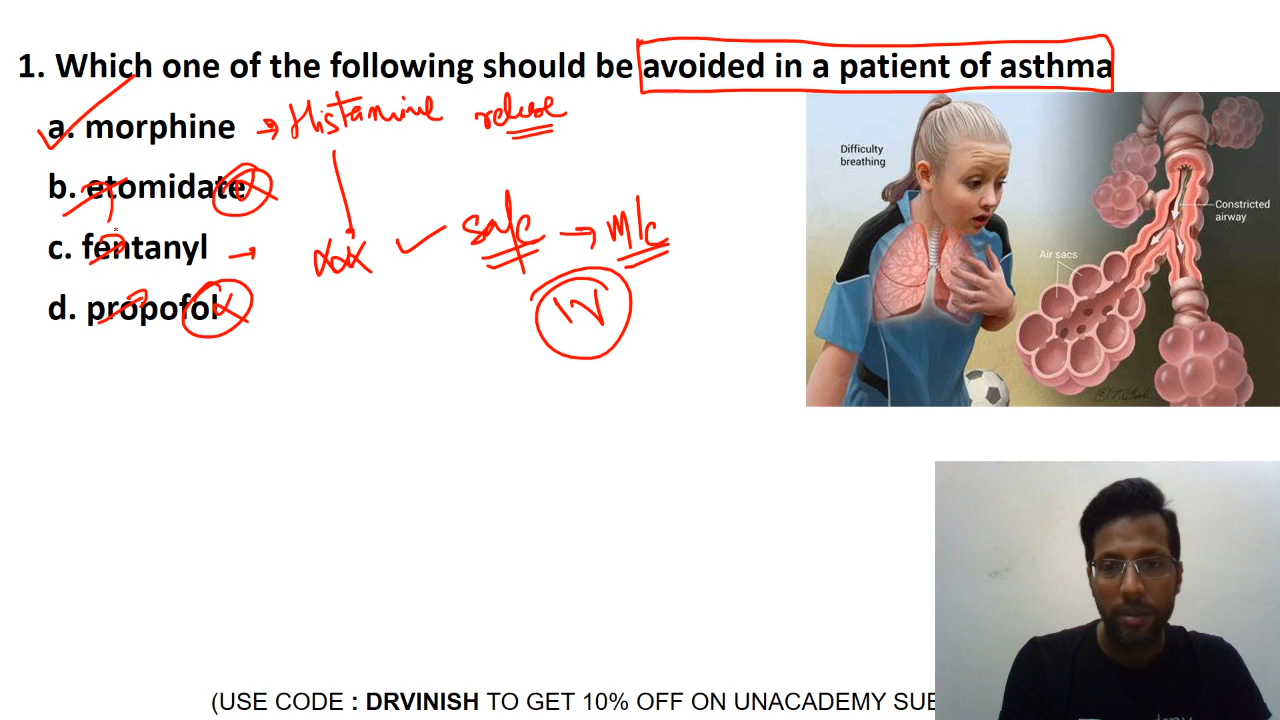 1. Which one of the following should be avoided in a patient of asthma
a. morphine → Histamine release
b. etomidate
c. fentanyl → safe → M/c
d. propofol
IV
Difficulty
breathing
Constricted
airway
Air sacs
(USE CODE : DRVINISH TO GET 10% OFF ON UNACADEMY SUB